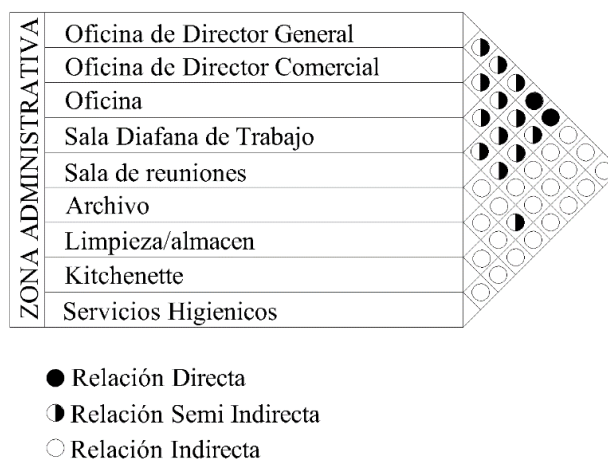 ZONA ADMINISTRATIVA
Oficina de Director General
Oficina de Director Comercial
Oficina
Sala Diafana de Trabajo
Sala de reuniones
Archivo
Limpieza/almacen
Kitchenette
Servicios Higienicos
Relación Directa
Relación Semi Indirecta
Relación Indirecta